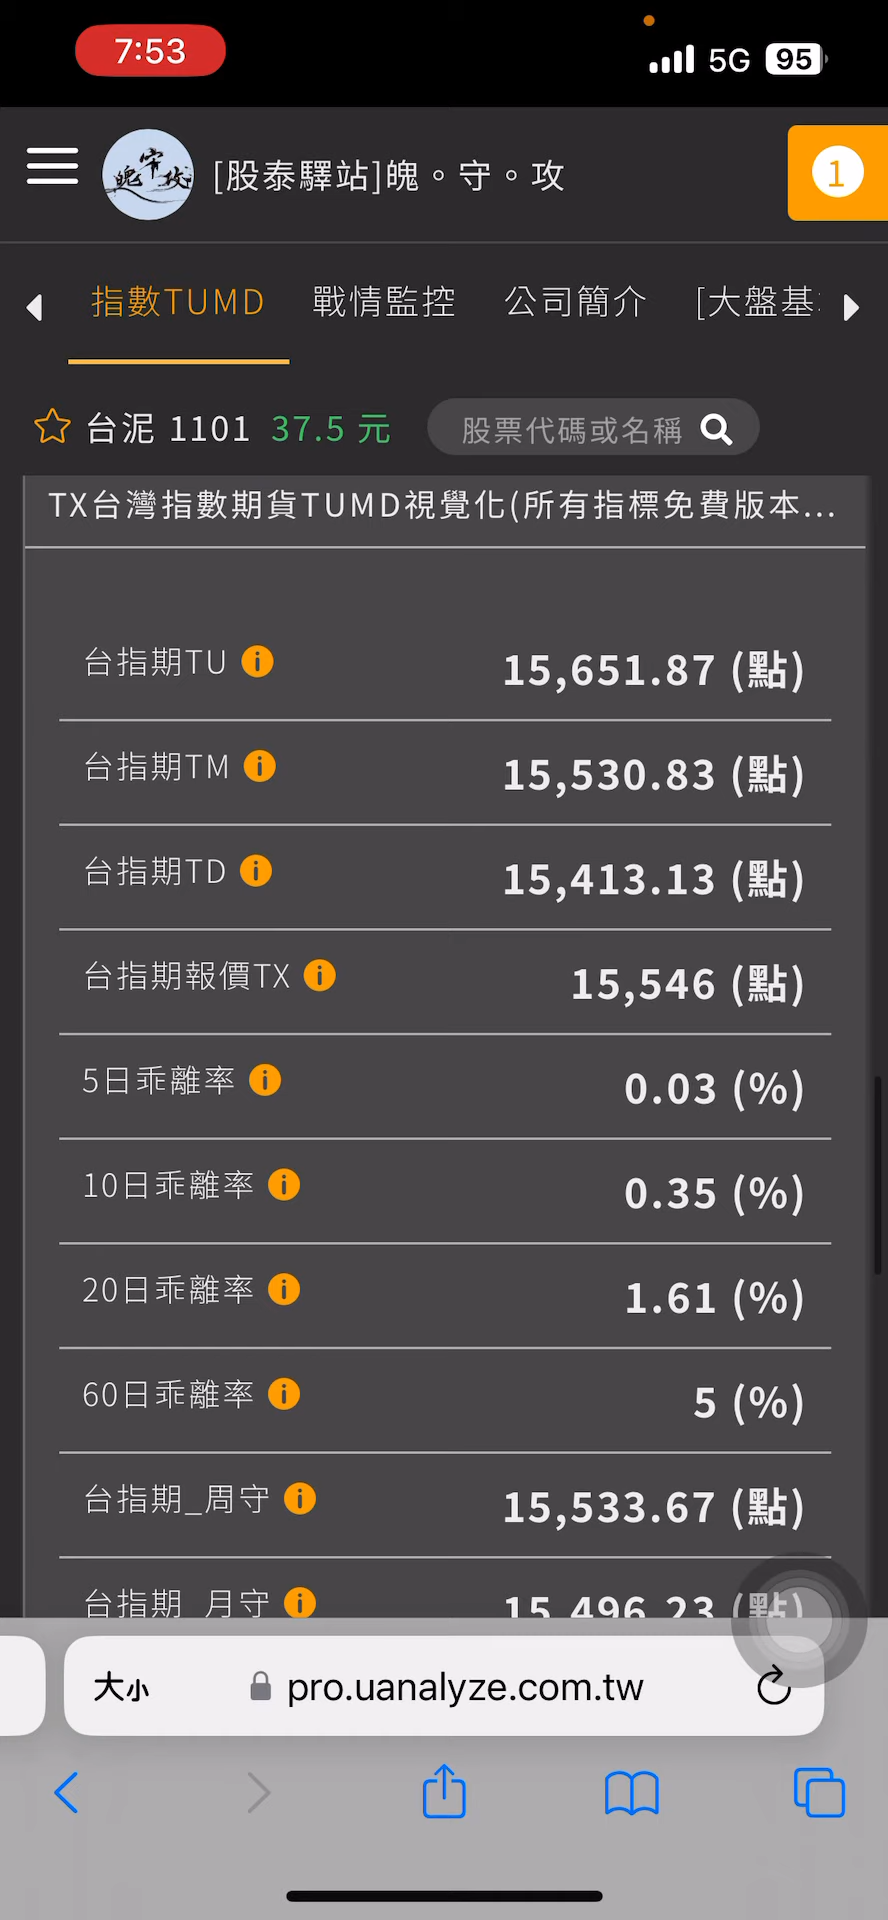 7:53
5G 95
魄守攻
[股泰驛站]魄。守。攻
1
指數TUMD 戰情監控 公司簡介 [大盤基
台泥 1101 37.5 元 股票代碼或名稱
TX台灣指數期貨TUMD視覺化(所有指標免費版本...
台指期TU 15,651.87 (點)
台指期TM 15,530.83 (點)
台指期TD 15,413.13 (點)
台指期報價TX 15,546 (點)
5日乖離率 0.03 (%)
10日乖離率 0.35 (%)
20日乖離率 1.61 (%)
60日乖離率 5 (%)
台指期_周守 15,533.67 (點)
台指期_月守 15,496.23 (點)
大小 pro.uanalyze.com.tw